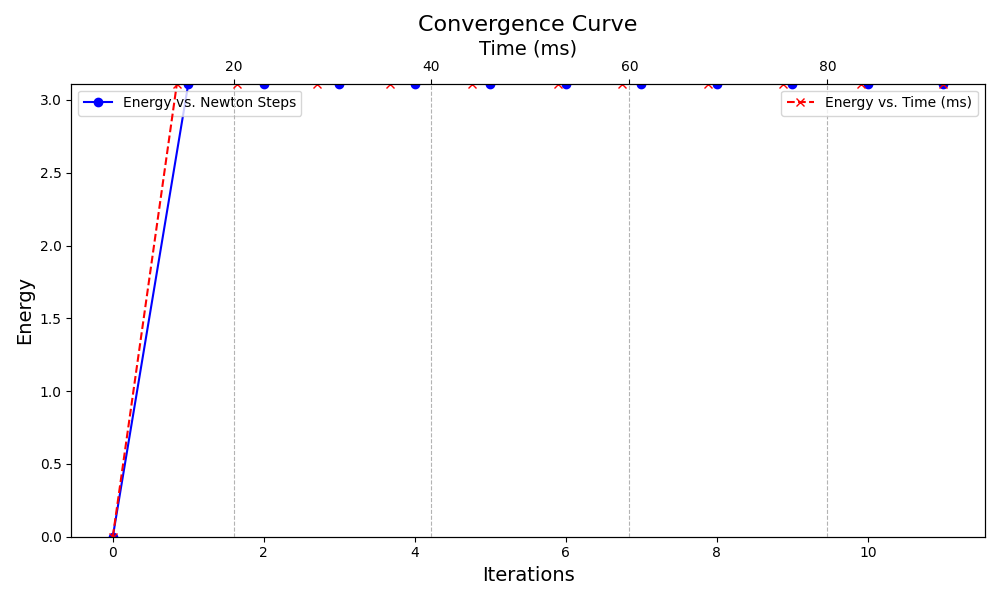 Convergence Curve
Time (ms)
20 40 60 80
Energy vs. Newton Steps
Energy vs. Time (ms)
3.0
2.5
2.0
1.5
1.0
0.5
0.0
Energy
0 2 4 6 8 10
Iterations